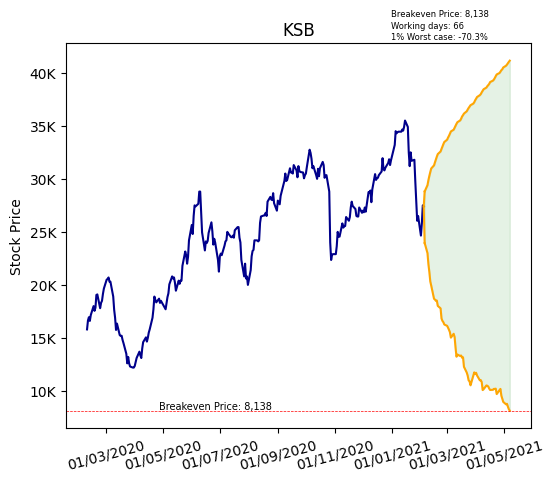 Breakeven Price: 8,138
Working days: 66
1% Worst case: -70.3%
KSB
Stock Price
40K
35K
30K
25K
20K
15K
10K
Breakeven Price: 8,138
01/03/2020
01/05/2020
01/07/2020
01/09/2020
01/11/2020
01/01/2021
01/03/2021
01/05/2021